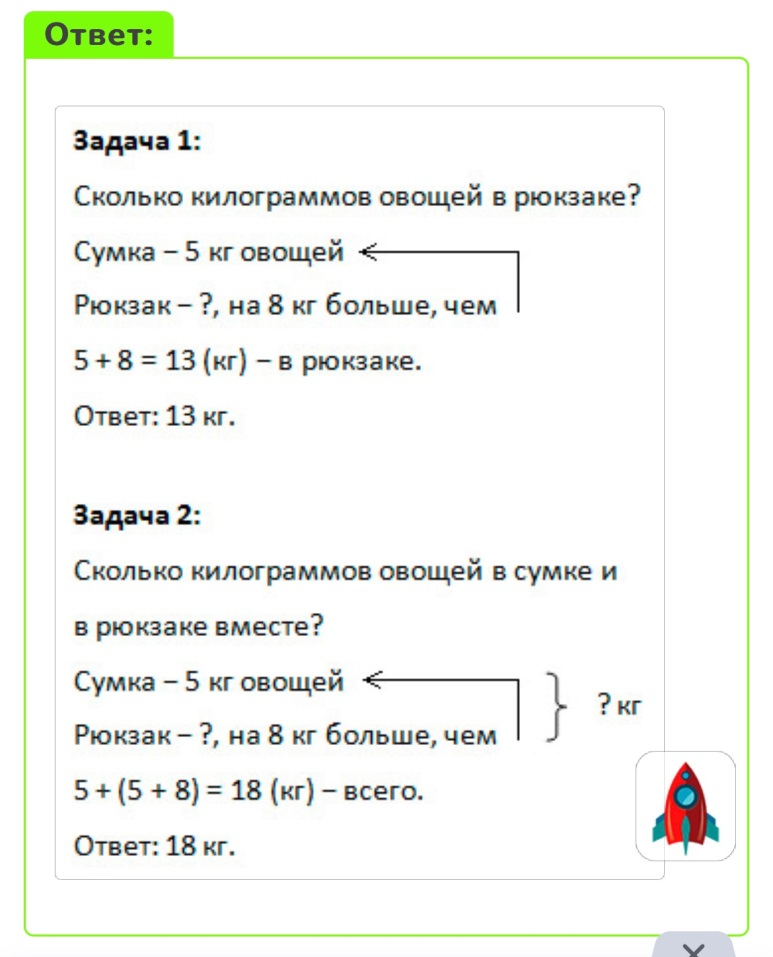 Ответ:
Задача 1:
Сколько килограммов овощей в рюкзаке?
Сумка – 5 кг овощей
Рюкзак – ?, на 8 кг больше, чем
5 + 8 = 13 (кг) – в рюкзаке.
Ответ: 13 кг.
Задача 2:
Сколько килограммов овощей в сумке и
в рюкзаке вместе?
Сумка – 5 кг овощей
? кг
Рюкзак – ?, на 8 кг больше, чем
5 + (5 + 8) = 18 (кг) – всего.
Ответ: 18 кг.